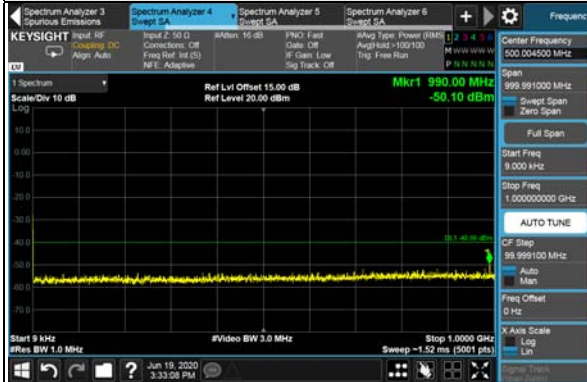 Spectrum Analyzer 3
Spurious Emissions
Spectrum Analyzer 4
Swept SA
Spectrum Analyzer 5
Swept SA
Spectrum Analyzer 6
Swept SA
Frequency
KEYSIGHT
Input: RF
Coupling: DC
Align: Auto
Input Z: 50 Ω
Corrections: Off
Freq Ref: Int (S)
NFE: Adaptive
#Atten: 16 dB
PNO: Fast
Gate: Off
IF Gain: Low
Sig Track: Off
#Avg Type: Power (RMS
Avg|Hold:>100/100
Trig: Free Run
1 2 3 4 5 6
M W W W W W
P N N N N N
LXI
1 Spectrum
Scale/Div 10 dB
Ref Lvl Offset 15.00 dB
Ref Level 20.00 dBm
Mkr1 990.00 MHz
-50.10 dBm
Log
10.0
0.00
-10.0
-20.0
-30.0
-40.0
-50.0
-60.0
-70.0
Start 9 kHz
#Res BW 1.0 MHz
#Video BW 3.0 MHz
Stop 1.0000 GHz
Sweep ~1.52 ms (5001 pts)
Center Frequency
500.004500 MHz
Span
999.991000 MHz
Swept Span
Zero Span
Full Span
Start Freq
9.000 kHz
Stop Freq
1.000000000 GHz
AUTO TUNE
CF Step
99.999100 MHz
Auto
Man
Freq Offset
0 Hz
X Axis Scale
Log
Lin
Signal Track
Jun 19, 2020
3:33:08 PM